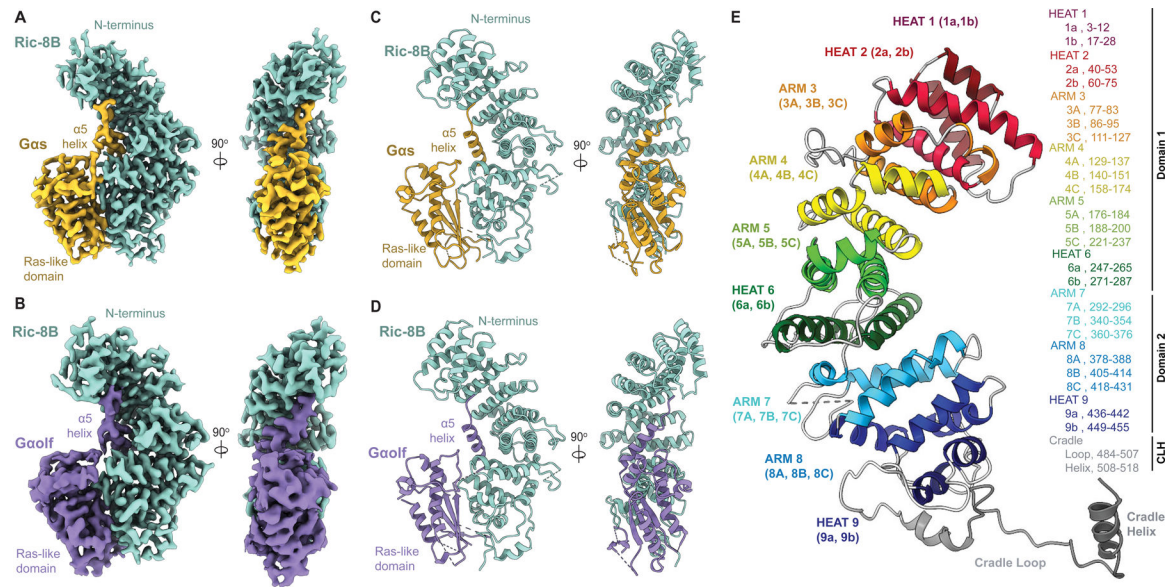 A
N-terminus
Ric-8B
α5
helix
Gαs
90°
Ras-like
domain
B
N-terminus
Ric-8B
α5
helix
Gαolf
90°
Ras-like
domain
C
N-terminus
Ric-8B
α5
helix
Gαs
90°
Ras-like
domain
D
N-terminus
Ric-8B
α5
helix
Gαolf
90°
Ras-like
domain
E
HEAT 1 (1a,1b)
HEAT 2 (2a, 2b)
ARM 3
(3A, 3B, 3C)
ARM 4
(4A, 4B, 4C)
ARM 5
(5A, 5B, 5C)
HEAT 6
(6a, 6b)
ARM 7
(7A, 7B, 7C)
ARM 8
(8A, 8B, 8C)
HEAT 9
(9a, 9b)
Cradle Loop
Cradle
Helix
HEAT 1
1a , 3-12
1b , 17-28
HEAT 2
2a , 40-53
2b , 60-75
ARM 3
3A , 77-83
3B , 86-95
3C , 111-127
ARM 4
4A , 129-137
4B , 140-151
4C , 158-174
ARM 5
5A , 176-184
5B , 188-200
5C , 221-237
HEAT 6
6a , 247-265
6b , 271-287
ARM 7
7A , 292-296
7B , 340-354
7C , 360-376
ARM 8
8A , 378-388
8B , 405-414
8C , 418-431
HEAT 9
9a , 436-442
9b , 449-455
Cradle
Loop, 484-507
Helix, 508-518
Domain 1
Domain 2
CLH